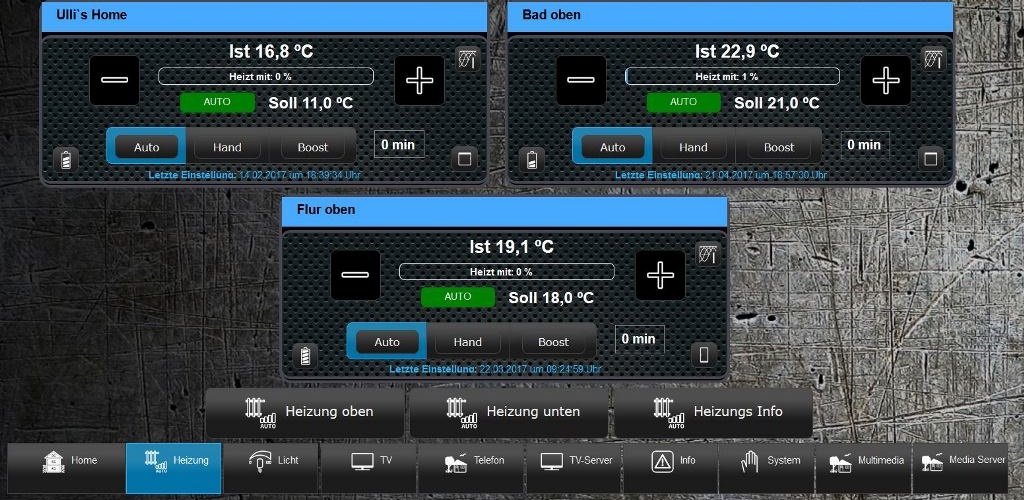 Ulli`s Home
Ist 16,8 ºC
Heizt mit: 0 %
AUTO
Soll 11,0 ºC
Auto
Hand
Boost
0 min
Letzte Einstellung: 14.02.2017 um 18:39:34 Uhr
Bad oben
Ist 22,9 ºC
Heizt mit: 1 %
AUTO
Soll 21,0 ºC
Auto
Hand
Boost
0 min
Letzte Einstellung: 21.04.2017 um 18:57:30 Uhr
Flur oben
Ist 19,1 ºC
Heizt mit: 0 %
AUTO
Soll 18,0 ºC
Auto
Hand
Boost
0 min
Letzte Einstellung: 22.03.2017 um 09:24:59 Uhr
AUTO
Heizung oben
AUTO
Heizung unten
AUTO
Heizungs Info
Home
AUTO
Heizung
Licht
TV
Telefon
TV-Server
Info
System
Multimedia
Media Server